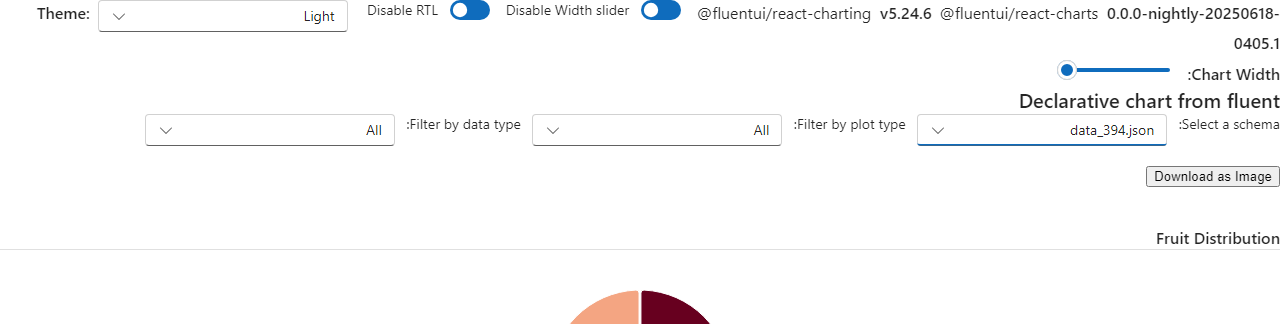 Theme: Light Disable RTL Disable Width slider @fluentui/react-charting v5.24.6 @fluentui/react-charts 0.0.0-nightly-20250618-
0405.1
:Chart Width
Declarative chart from fluent
:Select a schema data_394.json :Filter by plot type All :Filter by data type All
Download as Image
Fruit Distribution